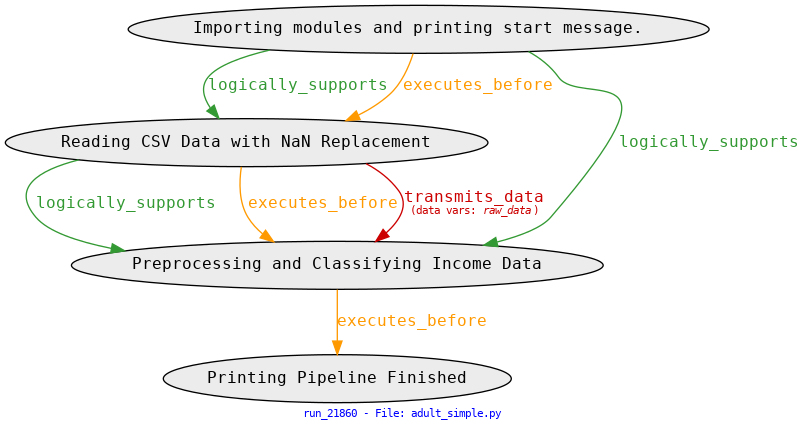 Importing modules and printing start message.
logically_supports
executes_before
logically_supports
Reading CSV Data with NaN Replacement
logically_supports
executes_before
transmits_data
(data vars: raw_data)
Preprocessing and Classifying Income Data
executes_before
Printing Pipeline Finished
run_21860 - File: adult_simple.py